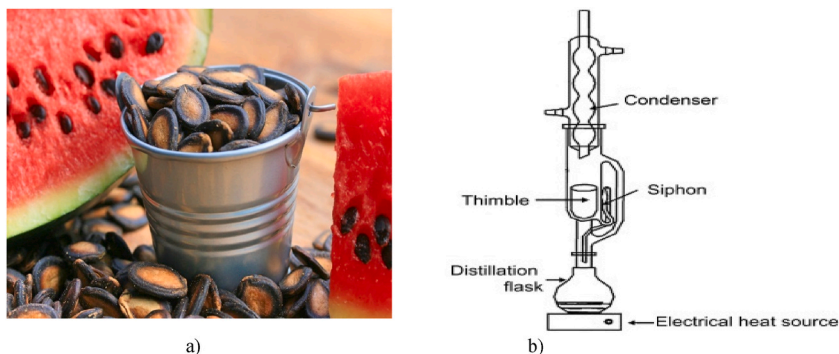 Condenser
Thimble
Siphon
Distillation
flask
Electrical heat source
a)
b)